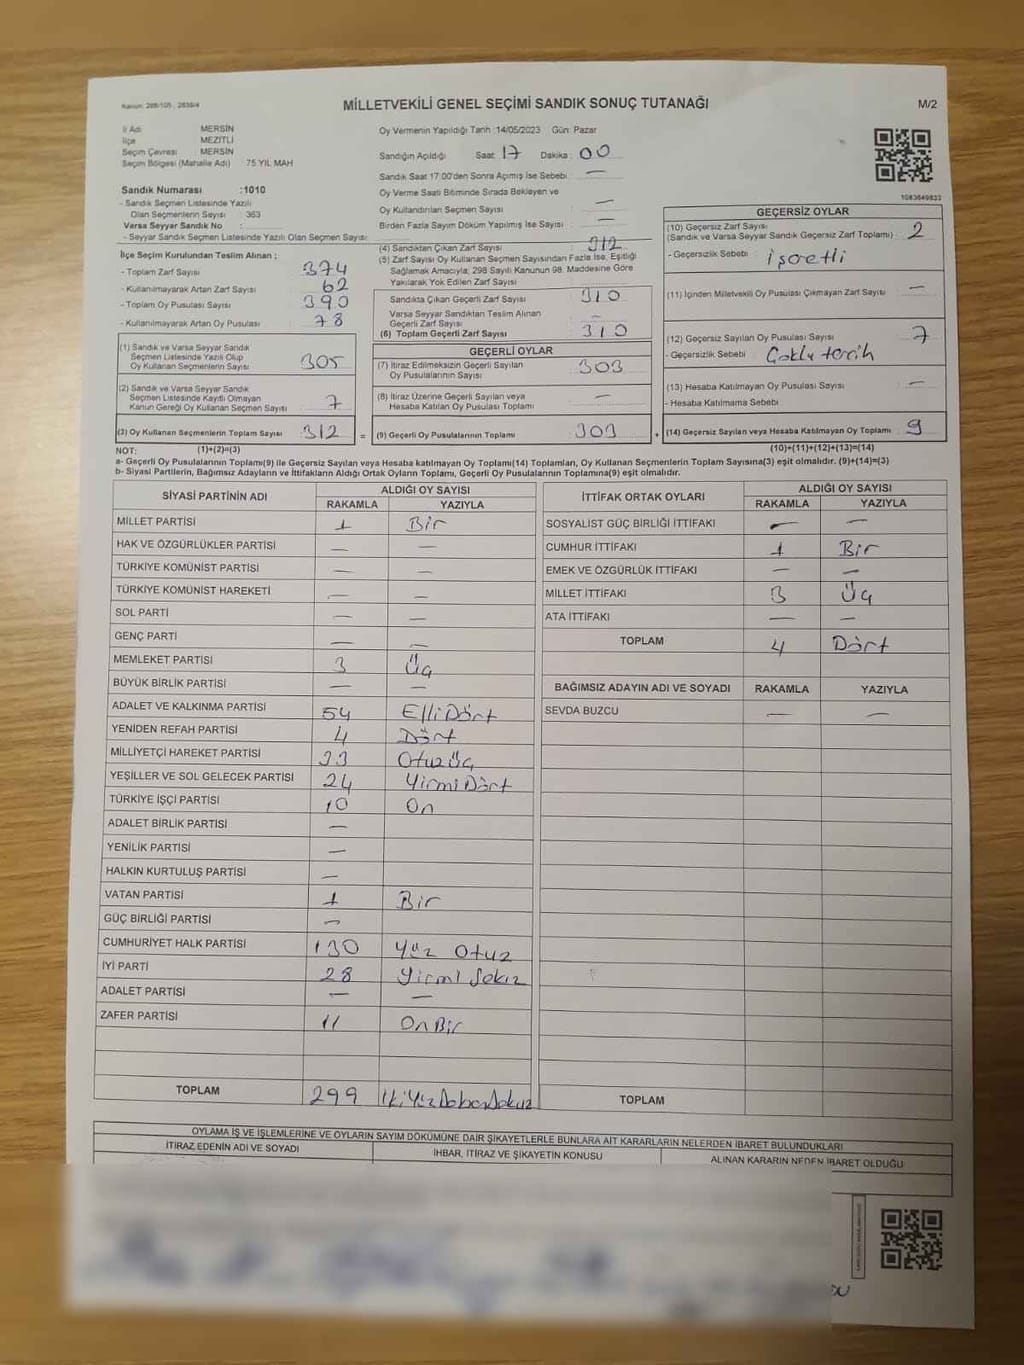 Kanun: 298/105 , 2839/4
MİLLETVEKİLİ GENEL SEÇİMİ SANDIK SONUÇ TUTANAĞI
M/2
İl Adı MERSİN
İlçe MEZİTLİ
Seçim Çevresi MERSİN
Seçim Bölgesi (Mahalle Adı) 75 YIL MAH
Sandık Numarası :1010
- Sandık Seçmen Listesinde Yazılı
Olan Seçmenlerin Sayısı : 363
Varsa Seyyar Sandık No :
- Seyyar Sandık Seçmen Listesinde Yazılı Olan Seçmen Sayısı:
Oy Vermenin Yapıldığı Tarih :14/05/2023 Gün: Pazar
Sandığın Açıldığı Saat 17 Dakika : 00
Sandık Saat 17:00'den Sonra Açımış İse Sebebi : —
Oy Verme Saati Bitiminde Sırada Bekleyen ve
Oy Kullandırılan Seçmen Sayısı —
Birden Fazla Sayım Döküm Yapılmış İse Sayısı : —
1083649833
İlçe Seçim Kurulundan Teslim Alınan ;
- Toplam Zarf Sayısı 374
- Kullanılmayarak Artan Zarf Sayısı : 62
- Toplam Oy Pusulası Sayısı 390
- Kullanılmayarak Artan Oy Pusulası : 78
(1) Sandık ve Varsa Seyyar Sandık
Seçmen Listesinde Yazılı Olup
Oy Kullanan Seçmenlerin Sayısı 305
(2) Sandık ve Varsa Seyyar Sandık
Seçmen Listesinde Kayıtlı Olmayan
Kanun Gereği Oy Kullanan Seçmen Sayısı 7
(3) Oy Kullanan Seçmenlerin Toplam Sayısı 312
(4) Sandıktan Çıkan Zarf Sayısı : 312
(5) Zarf Sayısı Oy Kullanan Seçmen Sayısından Fazla İse, Eşitliği
Sağlamak Amacıyla; 298 Sayılı Kanunun 98. Maddesine Göre
Yakılarak Yok Edilen Zarf Sayısı
Sandıkta Çıkan Geçerli Zarf Sayısı : 310
Varsa Seyyar Sandıktan Teslim Alınan
Geçerli Zarf Sayısı —
(6) Toplam Geçerli Zarf Sayısı : 310
GEÇERLİ OYLAR
(7) İtiraz Edilmeksizin Geçerli Sayılan
Oy Pusulalarının Sayısı 303
(8) İtiraz Üzerine Geçerli Sayılan veya
Hesaba Katılan Oy Pusulası Toplamı —
= (9) Geçerli Oy Pusulalarının Toplamı 303
GEÇERSİZ OYLAR
(10) Geçersiz Zarf Sayısı
(Sandık ve Varsa Seyyar Sandık Geçersiz Zarf Toplamı) 2
- Geçersizlik Sebebi : işaretli
(11) İçinden Milletvekili Oy Pusulası Çıkmayan Zarf Sayısı —
(12) Geçersiz Sayılan Oy Pusulası Sayısı 7
- Geçersizlik Sebebi : Çoklu tercih
(13) Hesaba Katılmayan Oy Pusulası Sayısı —
- Hesaba Katılmama Sebebi
+ (14) Geçersiz Sayılan veya Hesaba Katılmayan Oy Toplamı 9
NOT: (1)+(2)=(3) (10)+(11)+(12)+(13)=(14)
a- Geçerli Oy Pusulalarının Toplamı(9) ile Geçersiz Sayılan veya Hesaba katılmayan Oy Toplamı(14) Toplamları, Oy Kullanan Seçmenlerin Toplam Sayısına(3) eşit olmalıdır. (9)+(14)=(3)
b- Siyasi Partilerin, Bağımsız Adayların ve İttifakların Aldığı Ortak Oyların Toplamı, Geçerli Oy Pusulalarının Toplamına(9) eşit olmalıdır.
SİYASİ PARTİNİN ADI ALDIĞI OY SAYISI
RAKAMLA YAZIYLA
MİLLET PARTİSİ 1 Bir
HAK VE ÖZGÜRLÜKLER PARTİSİ — —
TÜRKİYE KOMÜNİST PARTİSİ — —
TÜRKİYE KOMÜNİST HAREKETİ — —
SOL PARTİ — —
GENÇ PARTİ — —
MEMLEKET PARTİSİ 3 Üç
BÜYÜK BİRLİK PARTİSİ — —
ADALET VE KALKINMA PARTİSİ 54 Elli Dört
YENİDEN REFAH PARTİSİ 4 Dört
MİLLİYETÇİ HAREKET PARTİSİ 33 Otuz Üç
YEŞİLLER VE SOL GELECEK PARTİSİ 24 Yirmi Dört
TÜRKİYE İŞÇİ PARTİSİ 10 On
ADALET BİRLİK PARTİSİ —
YENİLİK PARTİSİ —
HALKIN KURTULUŞ PARTİSİ —
VATAN PARTİSİ 1 Bir
GÜÇ BİRLİĞİ PARTİSİ —
CUMHURİYET HALK PARTİSİ 130 Yüz Otuz
İYİ PARTİ 28 Yirmi Sekiz
ADALET PARTİSİ — —
ZAFER PARTİSİ 11 On Bir
TOPLAM 299 İkiYüzDoksanDokuz
İTTİFAK ORTAK OYLARI ALDIĞI OY SAYISI
RAKAMLA YAZIYLA
SOSYALİST GÜÇ BİRLİĞİ İTTİFAKI — —
CUMHUR İTTİFAKI 1 Bir
EMEK VE ÖZGÜRLÜK İTTİFAKI — —
MİLLET İTTİFAKI 3 Üç
ATA İTTİFAKI — —
TOPLAM 4 Dört
BAĞIMSIZ ADAYIN ADI VE SOYADI RAKAMLA YAZIYLA
SEVDA BUZCU — —
TOPLAM
OYLAMA İŞ VE İŞLEMLERİNE VE OYLARIN SAYIM DÖKÜMÜNE DAİR ŞİKAYETLERLE BUNLARA AİT KARARLARIN NELERDEN İBARET BULUNDUKLARI
İTİRAZ EDENİN ADI VE SOYADI İHBAR, İTİRAZ VE ŞİKAYETİN KONUSU ALINAN KARARIN NEDEN İBARET OLDUĞU